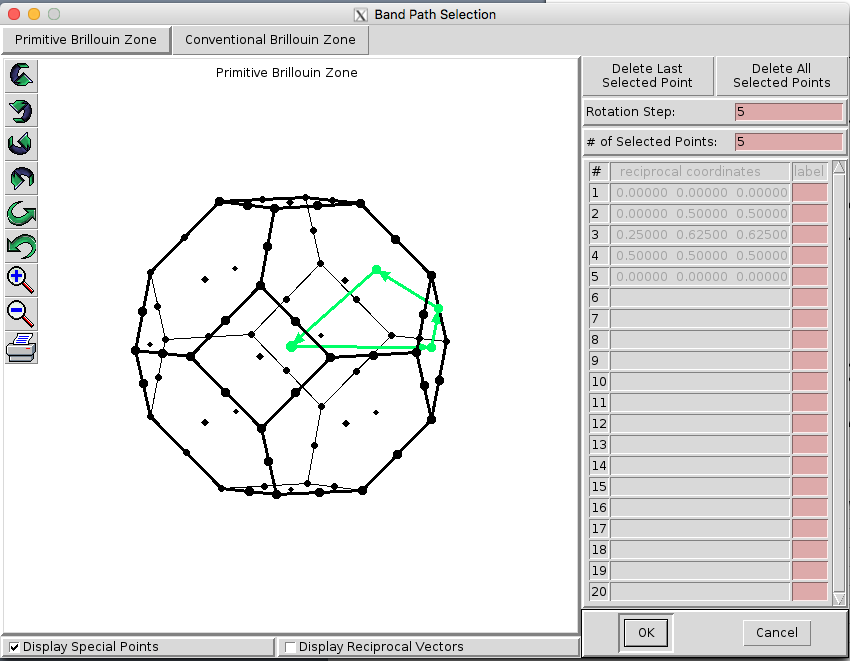 Band Path Selection
Primitive Brillouin Zone
Conventional Brillouin Zone
Primitive Brillouin Zone
Delete Last
Selected Point
Delete All
Selected Points
Rotation Step: 5
# of Selected Points: 5
# reciprocal coordinates label
1 0.00000 0.00000 0.00000
2 0.00000 0.50000 0.50000
3 0.25000 0.62500 0.62500
4 0.50000 0.50000 0.50000
5 0.00000 0.00000 0.00000
6
7
8
9
10
11
12
13
14
15
16
17
18
19
20
Display Special Points
Display Reciprocal Vectors
OK
Cancel